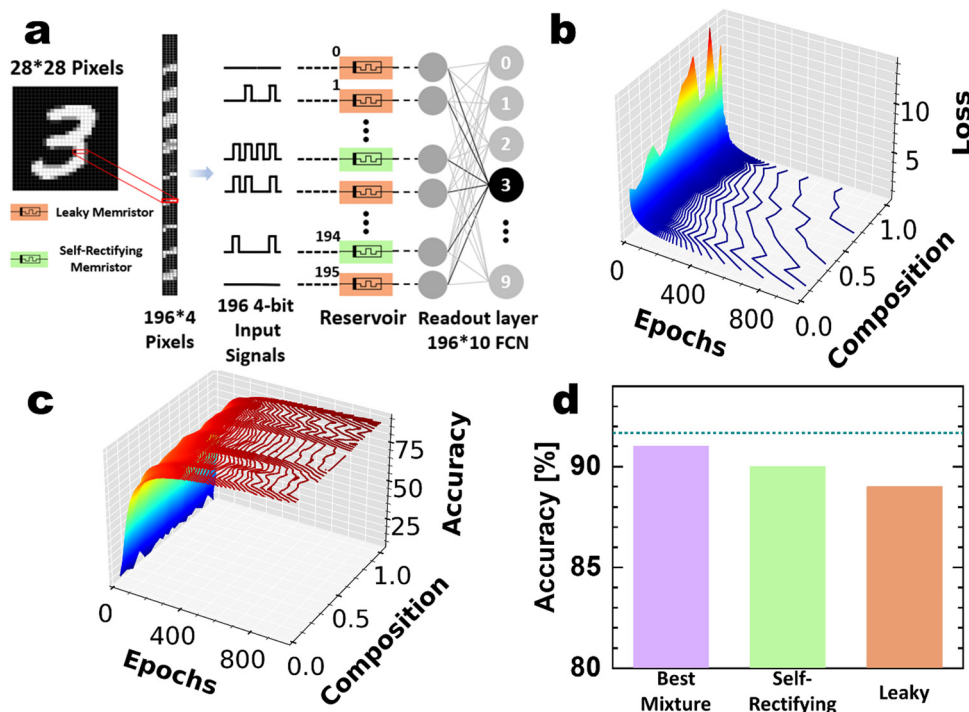 a
28*28 Pixels
Leaky Memristor
Self-Rectifying
Memristor
196*4
Pixels
196 4-bit
Input
Signals
0
1
194
195
Reservoir
0
1
2
3
9
Readout layer
196*10 FCN
b
Loss
10
5
0
400
800
Epochs
0.0
0.5
1.0
Composition
c
Accuracy
75
50
25
0
400
800
Epochs
0.0
0.5
1.0
Composition
d
Accuracy [%]
90
85
80
Best
Mixture
Self-
Rectifying
Leaky